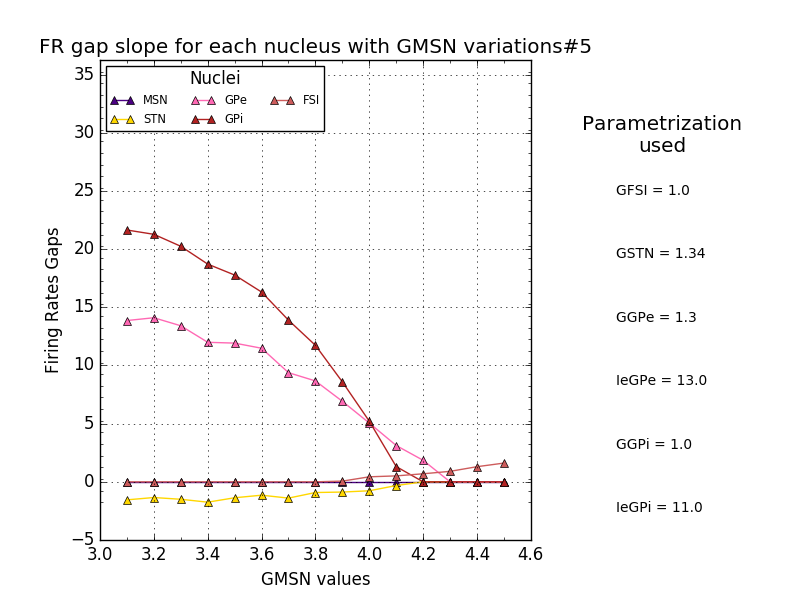 FR gap slope for each nucleus with GMSN variations#5
Nuclei
MSN GPe FSI
STN GPi
35
30
25
20
15
10
5
0
−5
3.0 3.2 3.4 3.6 3.8 4.0 4.2 4.4 4.6
Firing Rates Gaps
GMSN values
Parametrization
used
GFSI = 1.0
GSTN = 1.34
GGPe = 1.3
IeGPe = 13.0
GGPi = 1.0
IeGPi = 11.0